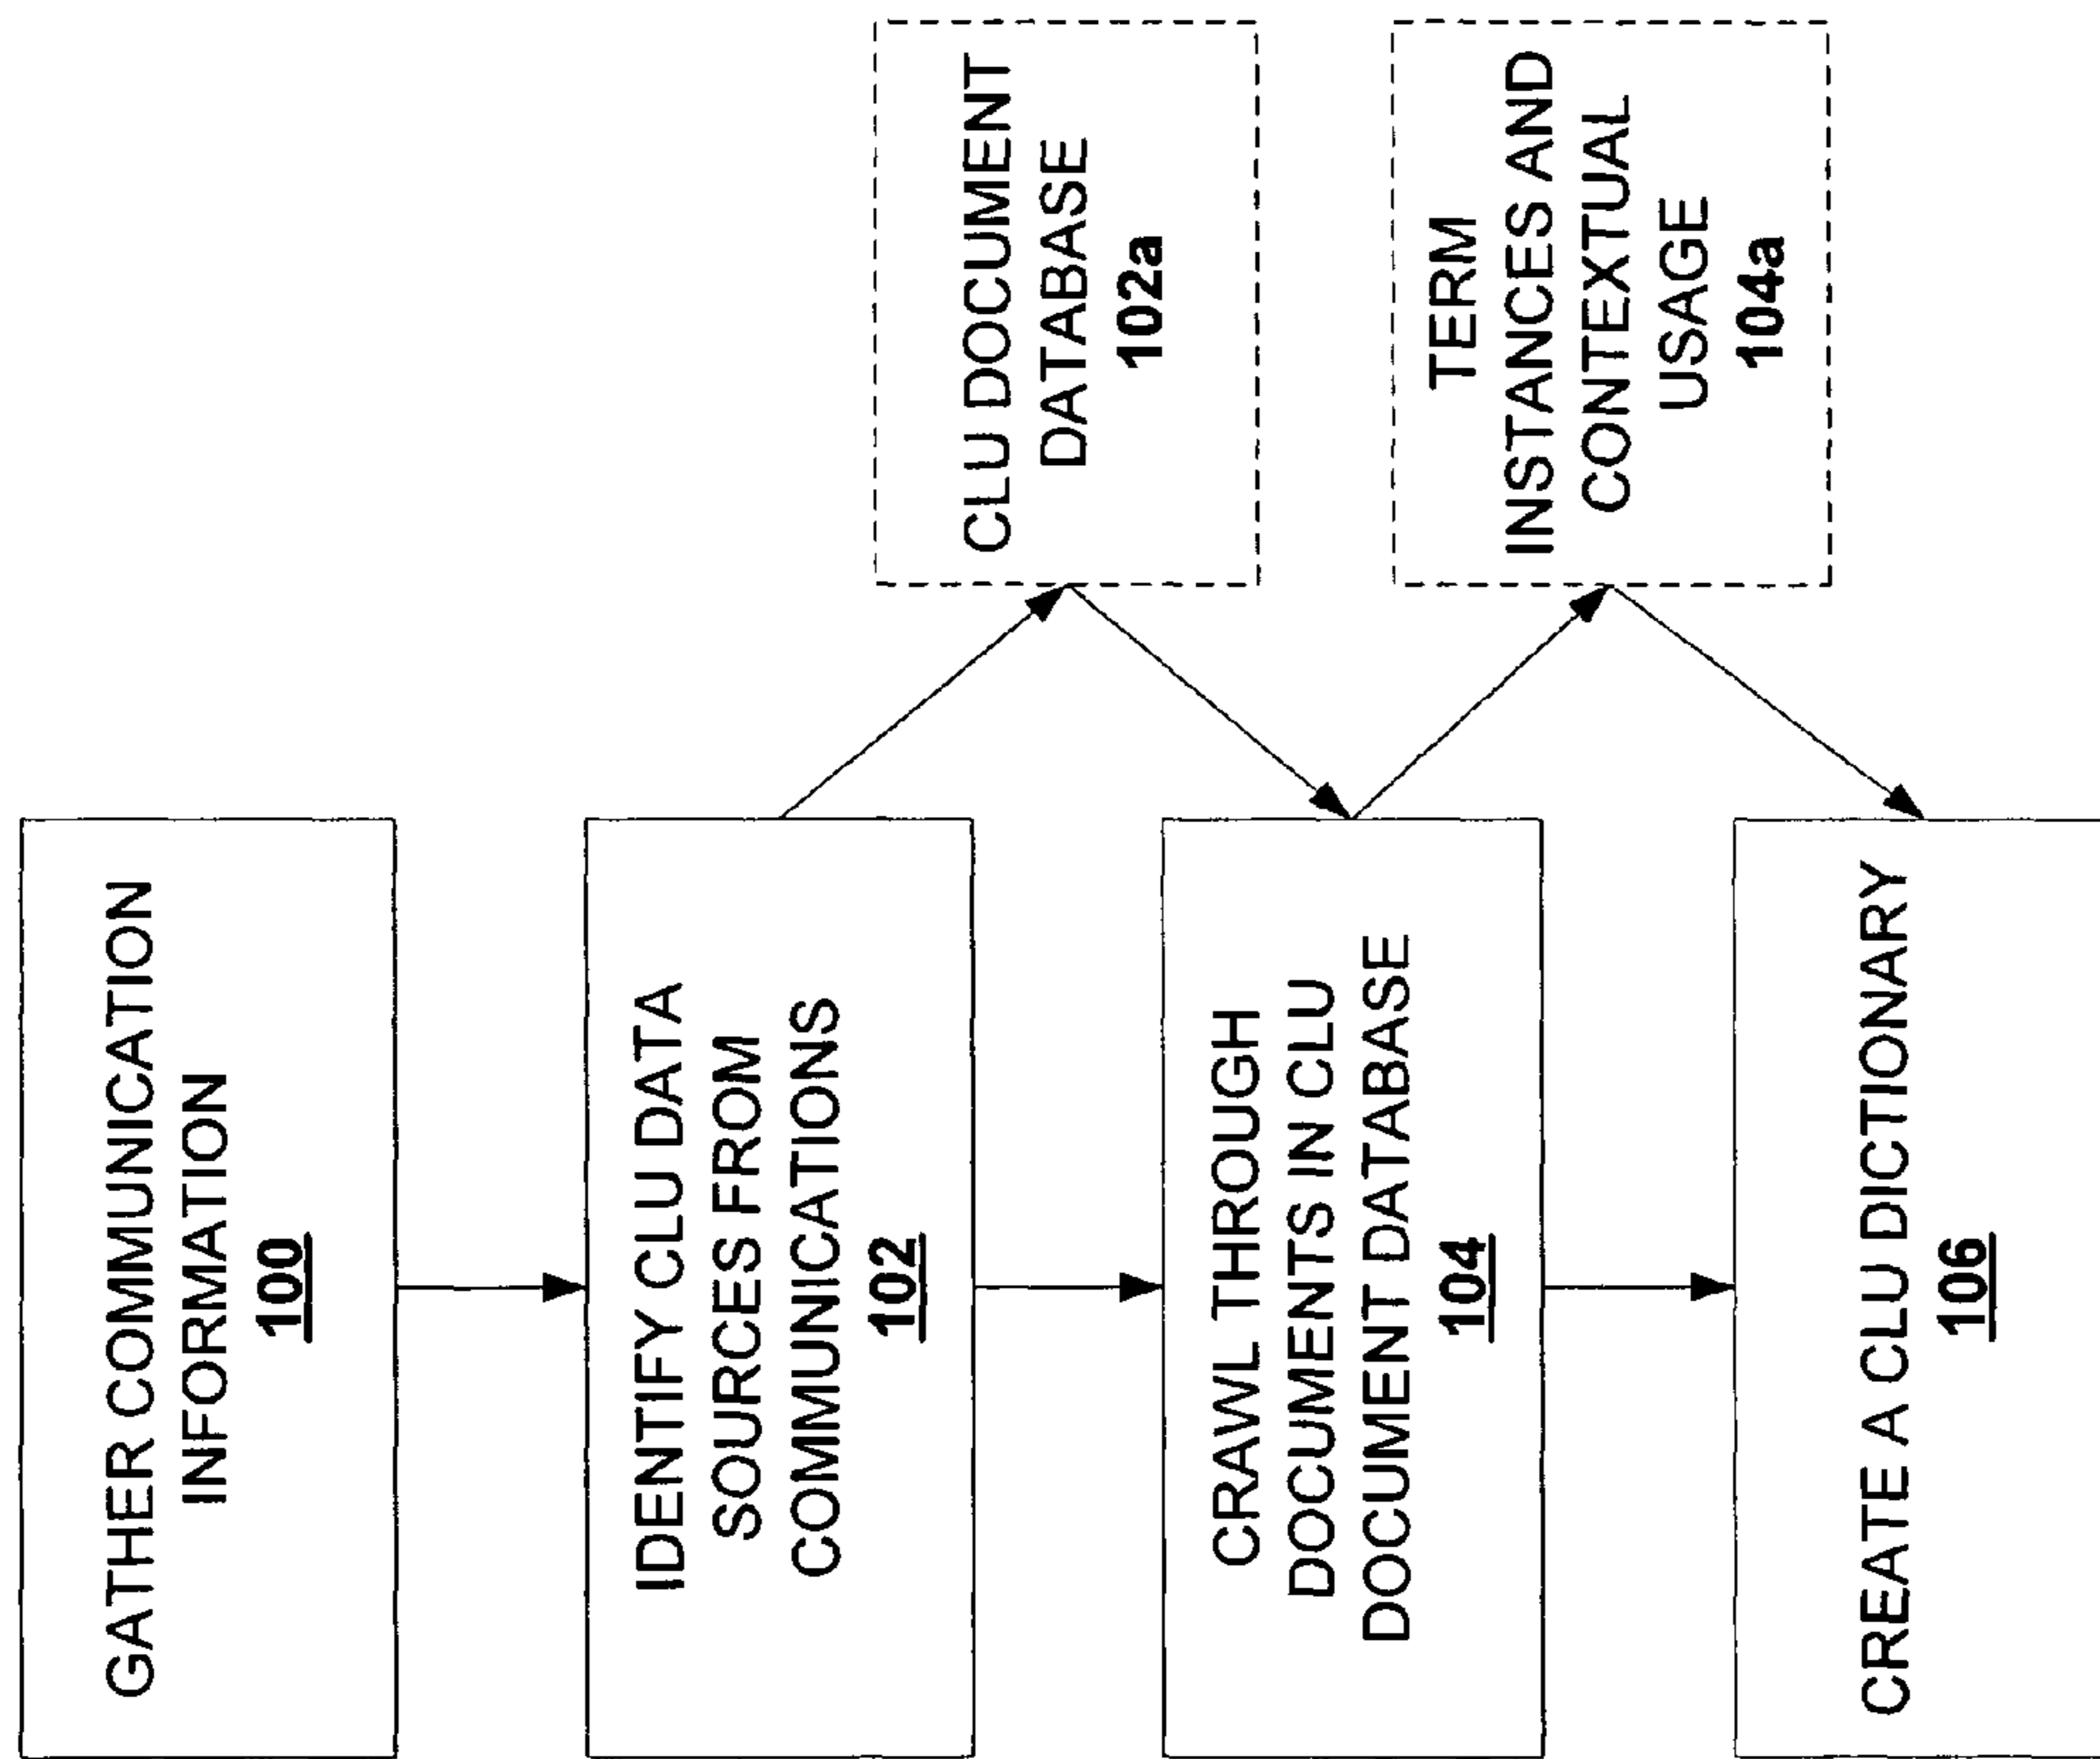 GATHER COMMUNICATION
INFORMATION
100
IDENTIFY CLU DATA
SOURCES FROM
COMMUNICATIONS
102
CLU DOCUMENT
DATABASE
102a
CRAWL THROUGH
DOCUMENTS IN CLU
DOCUMENT DATABASE
104
TERM
INSTANCES AND
CONTEXTUAL
USAGE
104a
CREATE A CLU DICTIONARY
106